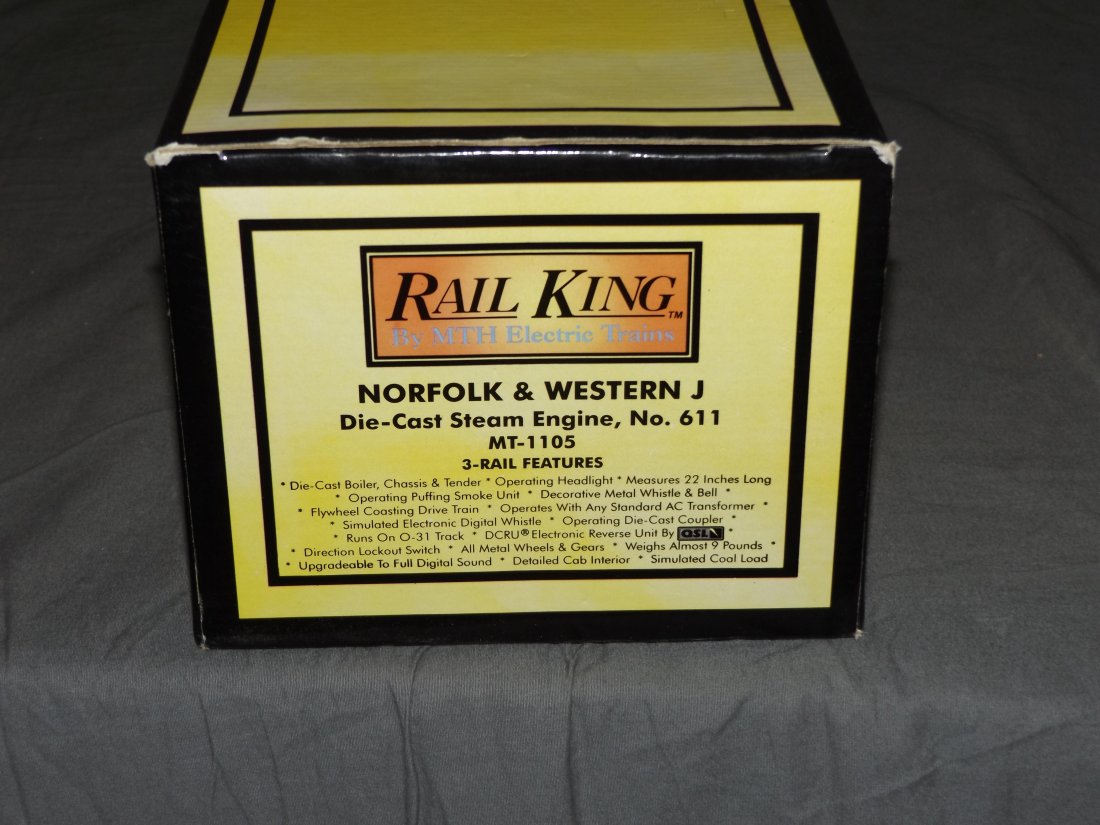 RAIL KING TM
By MTH Electric Trains
NORFOLK & WESTERN J
Die-Cast Steam Engine, No. 611
MT-1105
3-RAIL FEATURES
* Die-Cast Boiler, Chassis & Tender * Operating Headlight * Measures 22 Inches Long
* Operating Puffing Smoke Unit * Decorative Metal Whistle & Bell *
* Flywheel Coasting Drive Train * Operates With Any Standard AC Transformer *
* Simulated Electronic Digital Whistle * Operating Die-Cast Coupler *
* Runs On O-31 Track * DCRU® Electronic Reverse Unit By QSI *
* Direction Lockout Switch * All Metal Wheels & Gears * Weighs Almost 9 Pounds *
* Upgradeable To Full Digital Sound * Detailed Cab Interior * Simulated Coal Load